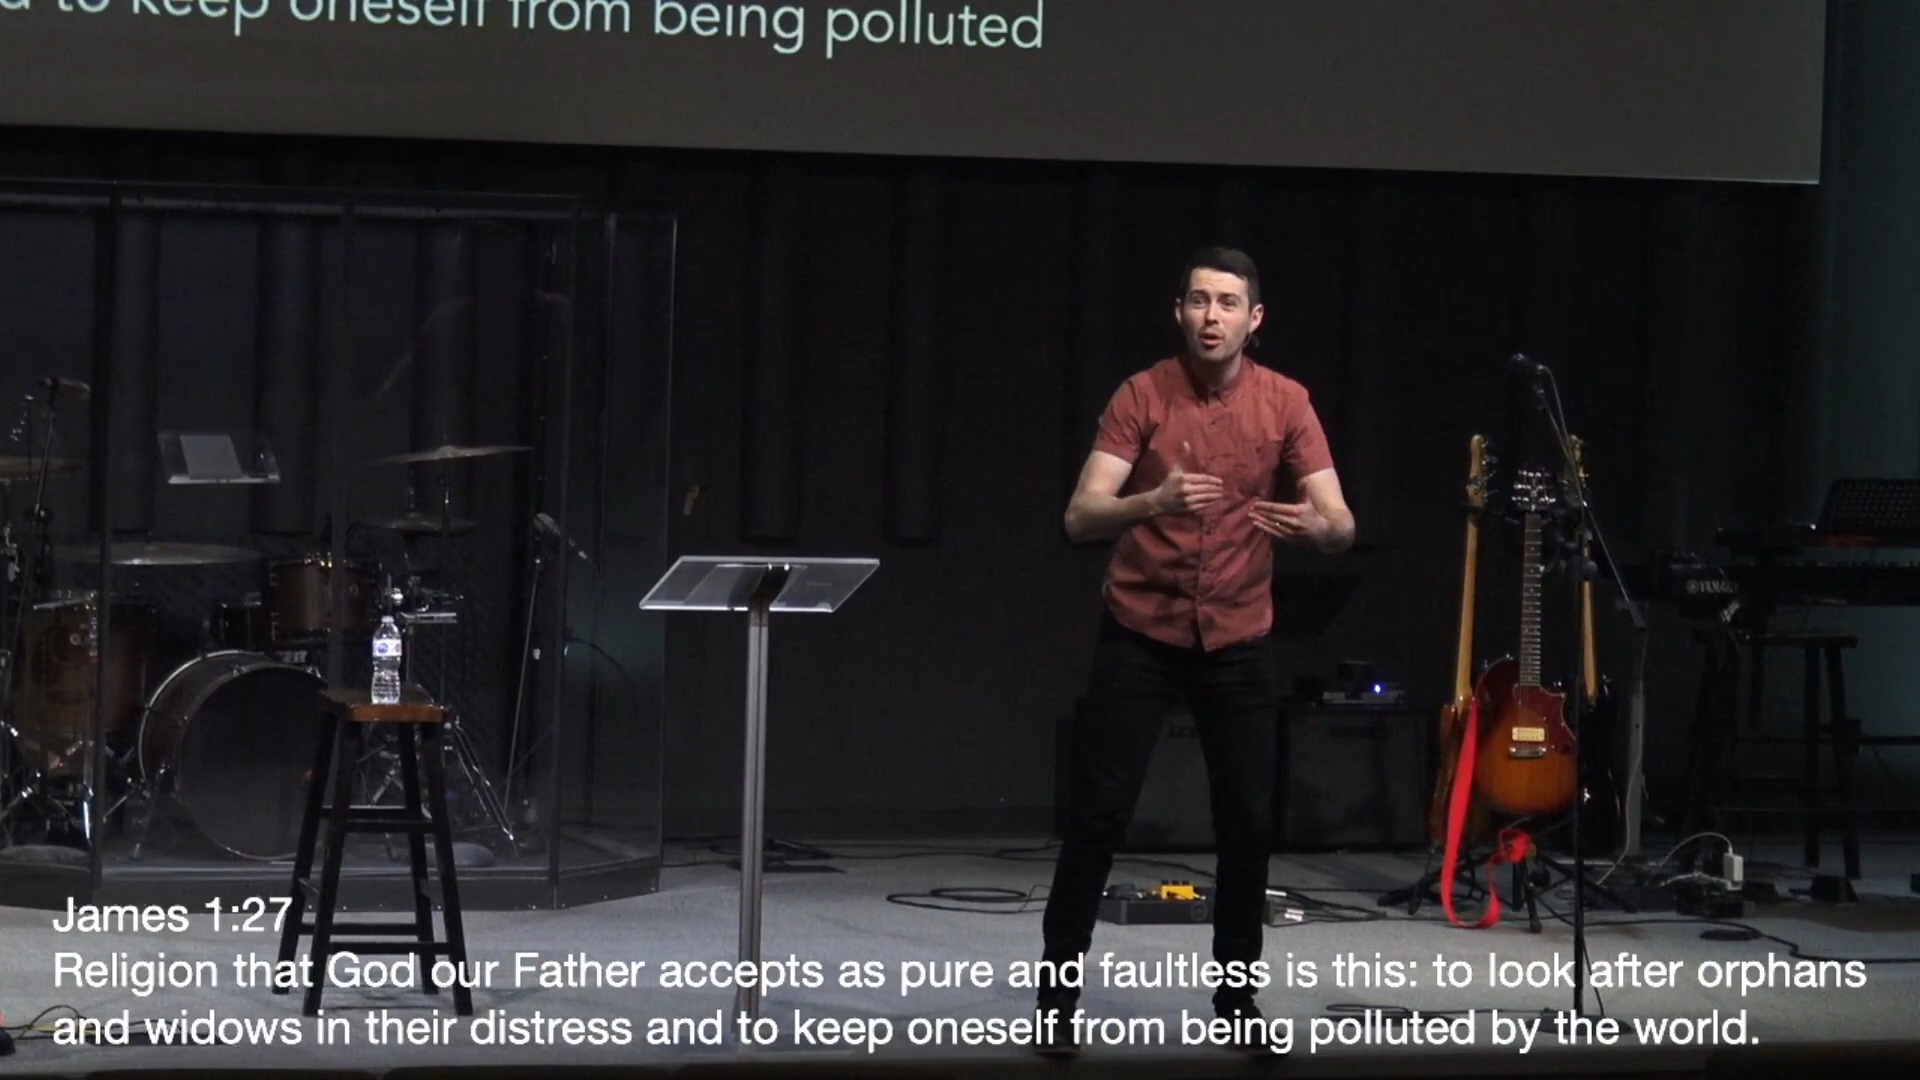 to keep oneself from being polluted
James 1:27
Religion that God our Father accepts as pure and faultless is this: to look after orphans
and widows in their distress and to keep oneself from being polluted by the world.
YAMAHA